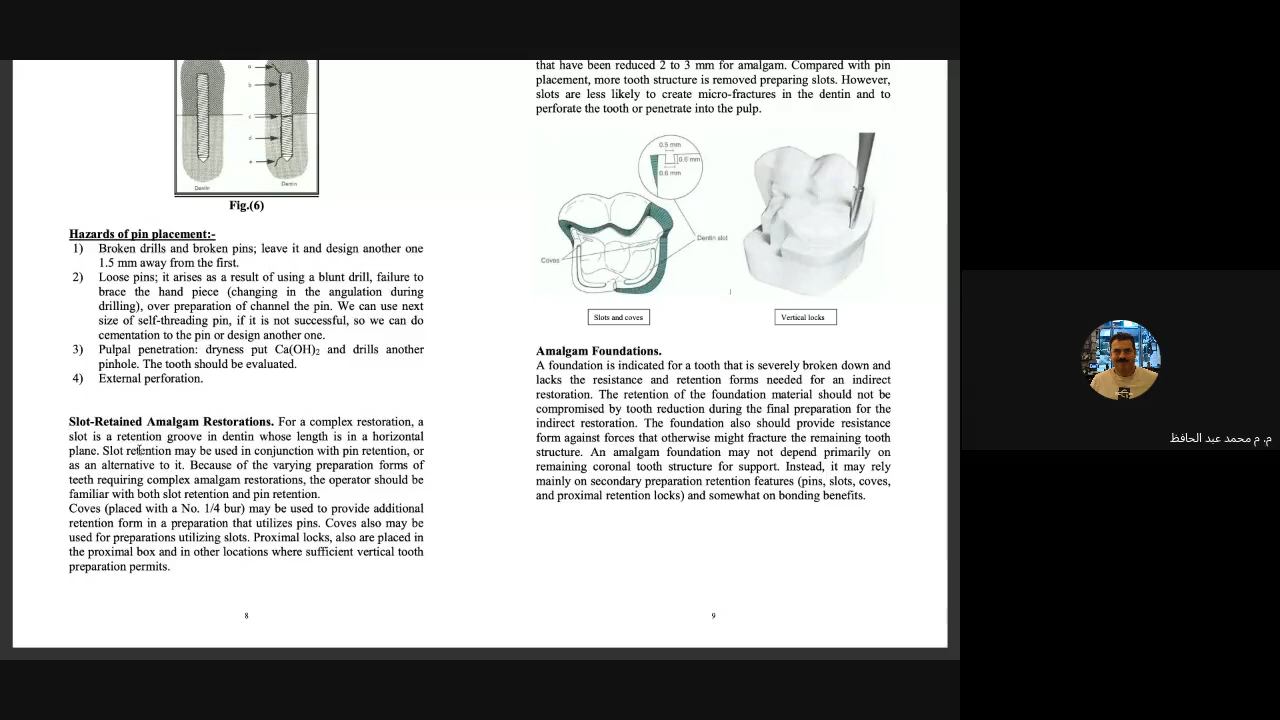 a
b
c
d
e
Dentin
Dentin
Fig.(6)
Hazards of pin placement:-
1) Broken drills and broken pins; leave it and design another one
1.5 mm away from the first.
2) Loose pins; it arises as a result of using a blunt drill, failure to
brace the hand piece (changing in the angulation during
drilling), over preparation of channel the pin. We can use next
size of self-threading pin, if it is not successful, so we can do
cementation to the pin or design another one.
3) Pulpal penetration: dryness put Ca(OH)2 and drills another
pinhole. The tooth should be evaluated.
4) External perforation.
Slot-Retained Amalgam Restorations. For a complex restoration, a
slot is a retention groove in dentin whose length is in a horizontal
plane. Slot retention may be used in conjunction with pin retention, or
as an alternative to it. Because of the varying preparation forms of
teeth requiring complex amalgam restorations, the operator should be
familiar with both slot retention and pin retention.
Coves (placed with a No. 1/4 bur) may be used to provide additional
retention form in a preparation that utilizes pins. Coves also may be
used for preparations utilizing slots. Proximal locks, also are placed in
the proximal box and in other locations where sufficient vertical tooth
preparation permits.
8
that have been reduced 2 to 3 mm for amalgam. Compared with pin
placement, more tooth structure is removed preparing slots. However,
slots are less likely to create micro-fractures in the dentin and to
perforate the tooth or penetrate into the pulp.
0.5 mm
0.6 mm
0.6 mm
Dentin slot
Coves
Slots and coves
Vertical locks
Amalgam Foundations.
A foundation is indicated for a tooth that is severely broken down and
lacks the resistance and retention forms needed for an indirect
restoration. The retention of the foundation material should not be
compromised by tooth reduction during the final preparation for the
indirect restoration. The foundation also should provide resistance
form against forces that otherwise might fracture the remaining tooth
structure. An amalgam foundation may not depend primarily on
remaining coronal tooth structure for support. Instead, it may rely
mainly on secondary preparation retention features (pins, slots, coves,
and proximal retention locks) and somewhat on bonding benefits.
9
م. م محمد عبد الحافظ